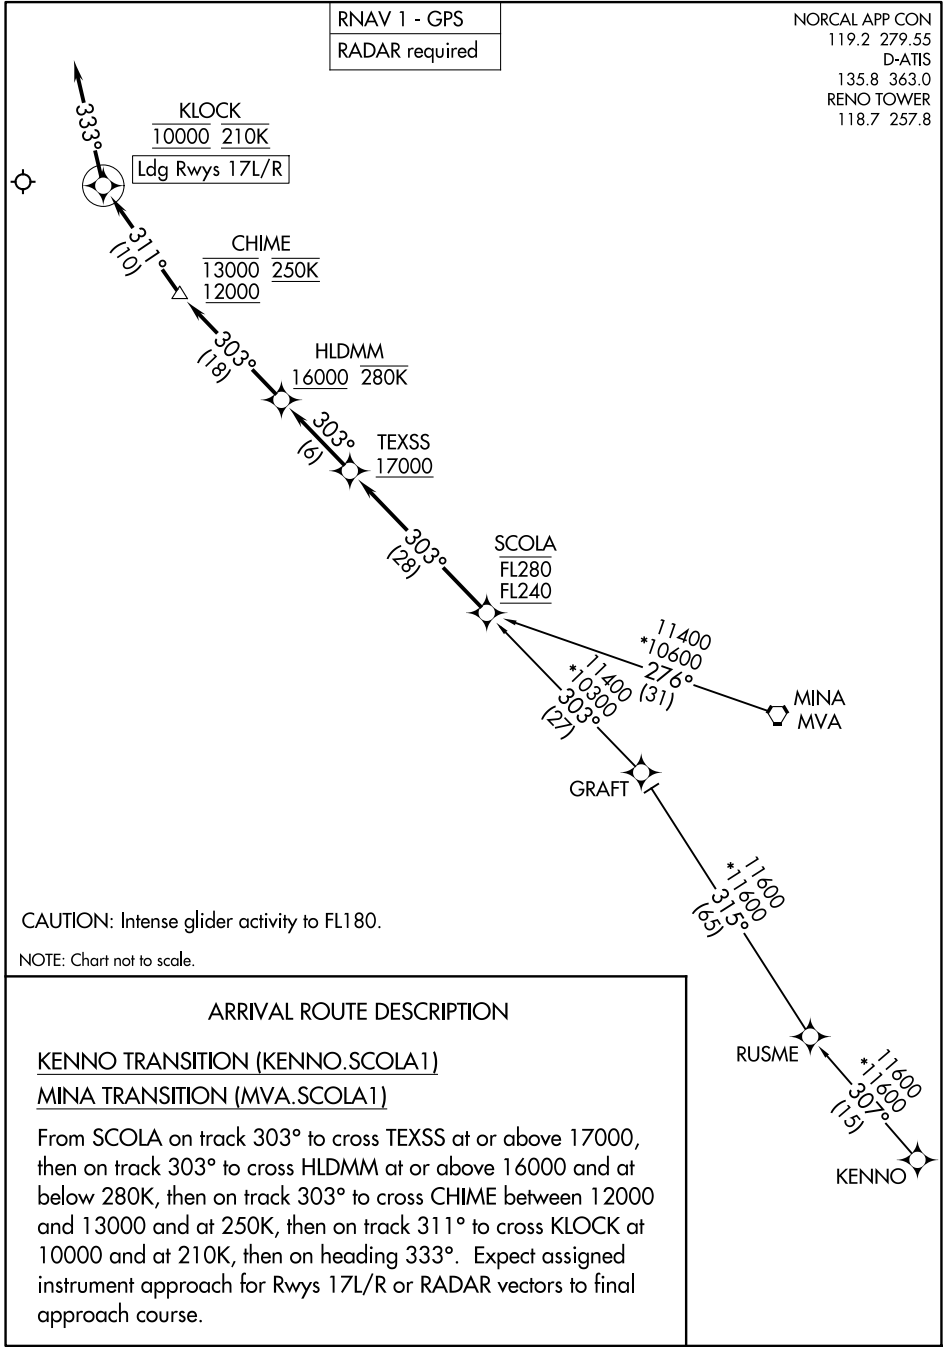 RNAV 1 - GPS
RADAR required
NORCAL APP CON
119.2 279.55
D-ATIS
135.8 363.0
RENO TOWER
118.7 257.8
333°
KLOCK
10000 210K
Ldg Rwys 17L/R
311°
(10)
CHIME
13000 250K
12000
303°
(18)
HLDMM
16000 280K
303°
(6)
TEXSS
17000
303°
(28)
SCOLA
FL280
FL240
11400
*10600
276°
(31)
MINA
MVA
11400
*10300
303°
(27)
GRAFT
11600
*11600
315°
(65)
RUSME
11600
*11600
307°
(15)
KENNO
CAUTION: Intense glider activity to FL180.
NOTE: Chart not to scale.
ARRIVAL ROUTE DESCRIPTION
KENNO TRANSITION (KENNO.SCOLA1)
MINA TRANSITION (MVA.SCOLA1)
From SCOLA on track 303° to cross TEXSS at or above 17000,
then on track 303° to cross HLDMM at or above 16000 and at
below 280K, then on track 303° to cross CHIME between 12000
and 13000 and at 250K, then on track 311° to cross KLOCK at
10000 and at 210K, then on heading 333°. Expect assigned
instrument approach for Rwys 17L/R or RADAR vectors to final
approach course.